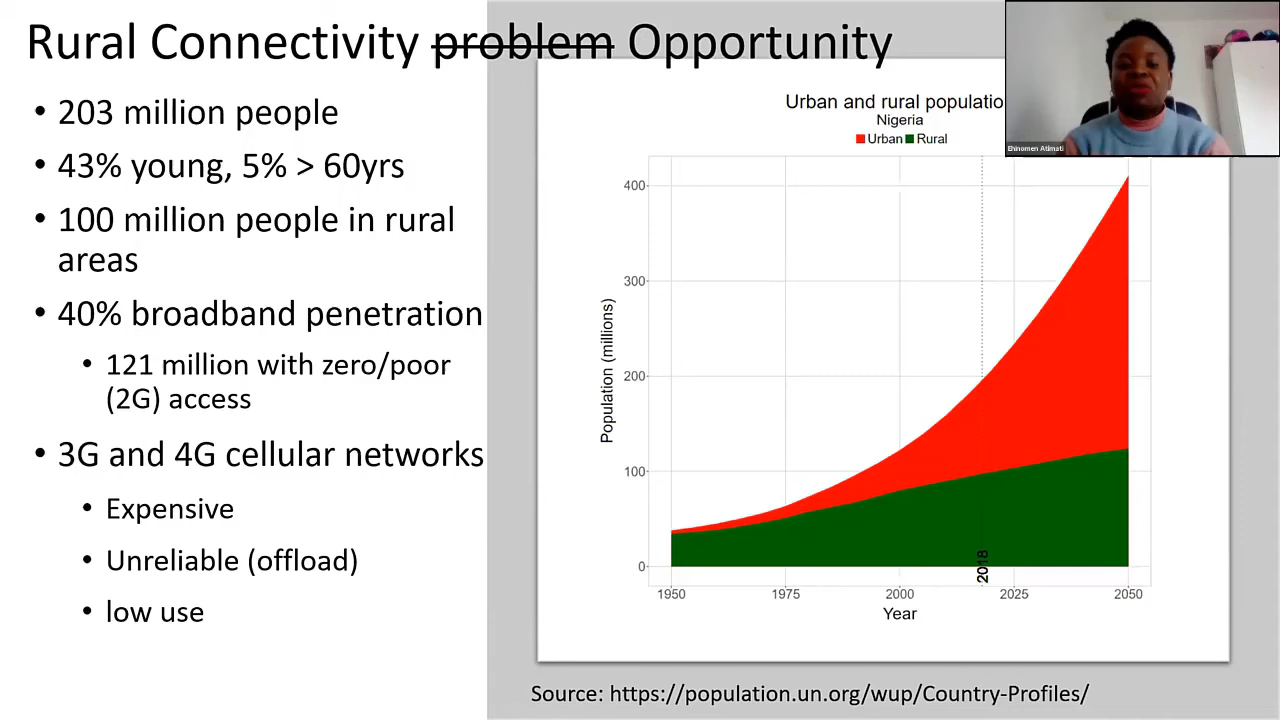 Rural Connectivity problem Opportunity
• 203 million people
• 43% young, 5% > 60yrs
• 100 million people in rural
areas
• 40% broadband penetration
• 121 million with zero/poor
(2G) access
• 3G and 4G cellular networks
• Expensive
• Unreliable (offload)
• low use
Urban and rural populatio
Nigeria
Urban Rural
Population (millions)
400
300
200
100
0
2018
1950 1975 2000 2025 2050
Year
Source: https://population.un.org/wup/Country-Profiles/
Ehinomen Atimati